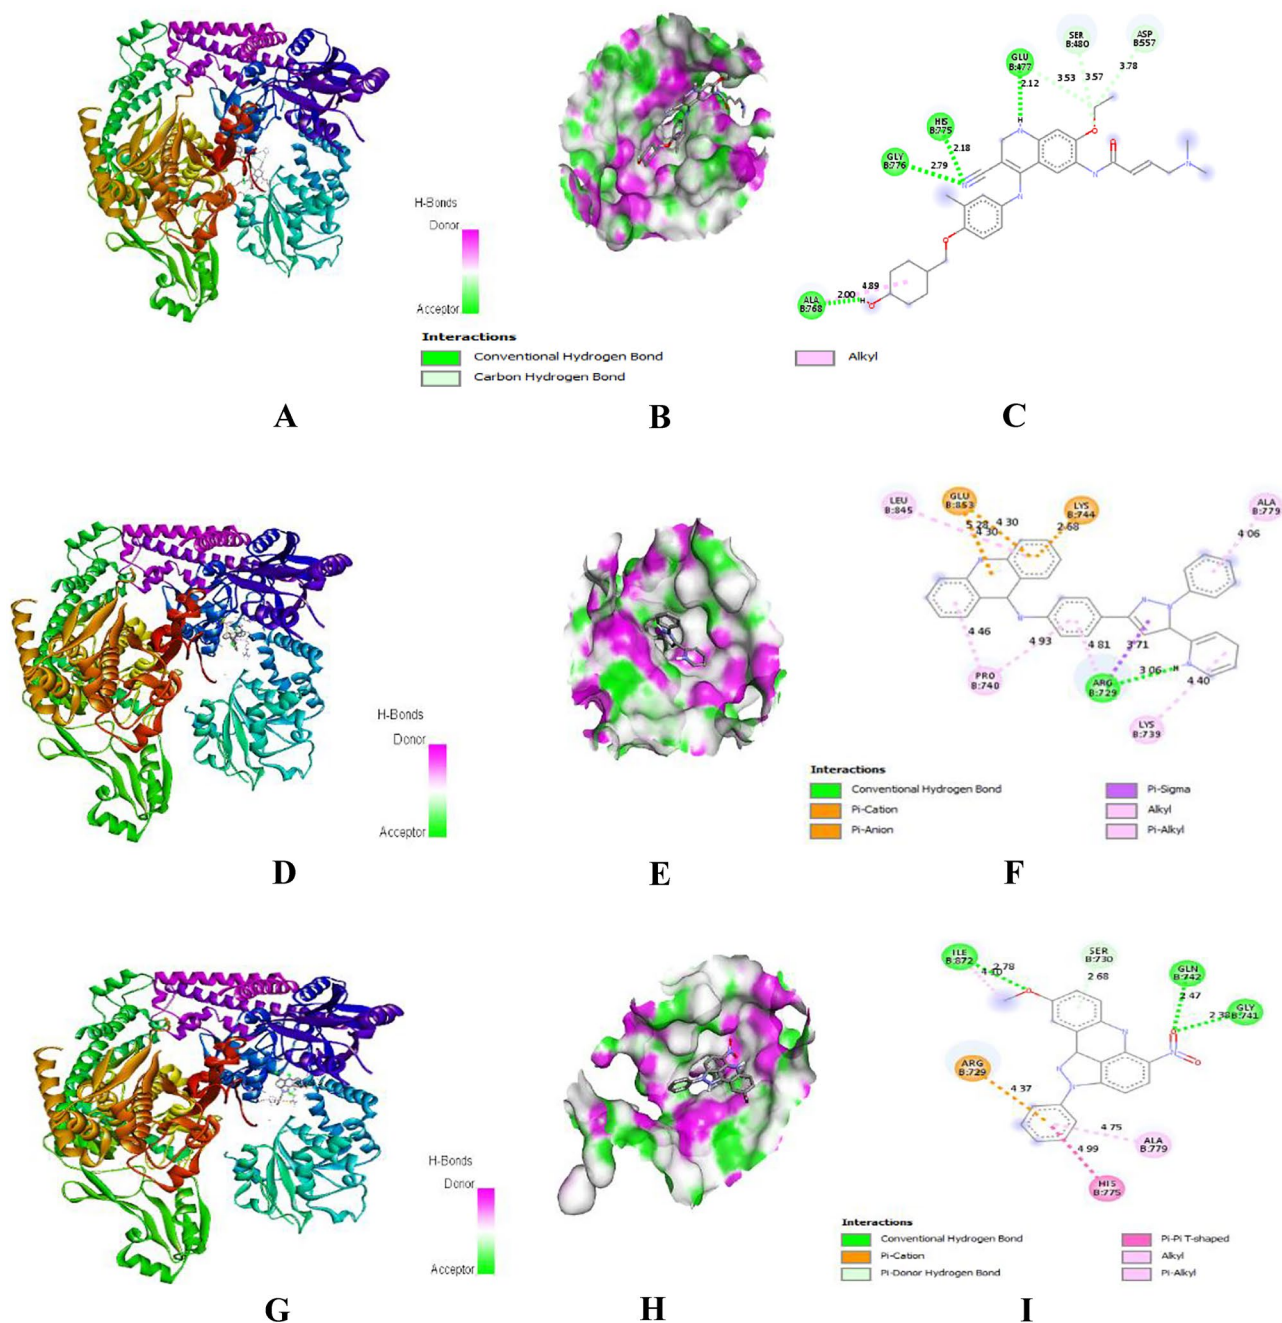 SER
B:480
ASP
B:557
GLU
B:477
2.12
3.53
3.57
3.78
HIS
B:775
2.18
GLY
B:776
2.79
H
N
O
N
O
N
N
N
N
O
ALA
B:768
2.00
H
4.89
O
H-Bonds
Donor
Acceptor
Interactions
Conventional Hydrogen Bond
Carbon Hydrogen Bond
Alkyl
A
B
C
LEU
B:845
GLU
B:853
LYS
B:744
ALA
B:779
5.28
4.30
4.30
2.68
4.06
N
N
N
N
4.46
4.93
4.81
3.71
PRO
B:740
ARG
B:729
3.06
H
N
4.40
LYS
B:739
H-Bonds
Donor
Acceptor
Interactions
Conventional Hydrogen Bond
Pi-Cation
Pi-Anion
Pi-Sigma
Alkyl
Pi-Alkyl
D
E
F
ILE
B:872
2.78
SER
B:730
2.68
GLN
B:742
2.47
GLY
B:741
2.38
O
O
N
N
O
N
N
ARG
B:729
4.37
4.75
ALA
B:779
4.99
HIS
B:775
H-Bonds
Donor
Acceptor
Interactions
Conventional Hydrogen Bond
Pi-Cation
Pi-Donor Hydrogen Bond
Pi-Pi T-shaped
Alkyl
Pi-Alkyl
G
H
I